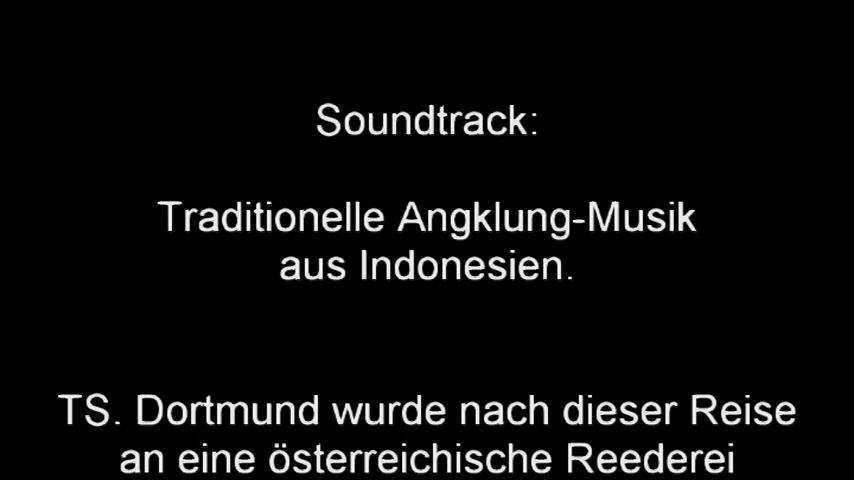 Soundtrack:
Traditionelle Angklung-Musik
aus Indonesien.
TS. Dortmund wurde nach dieser Reise
an eine österreichische Reederei